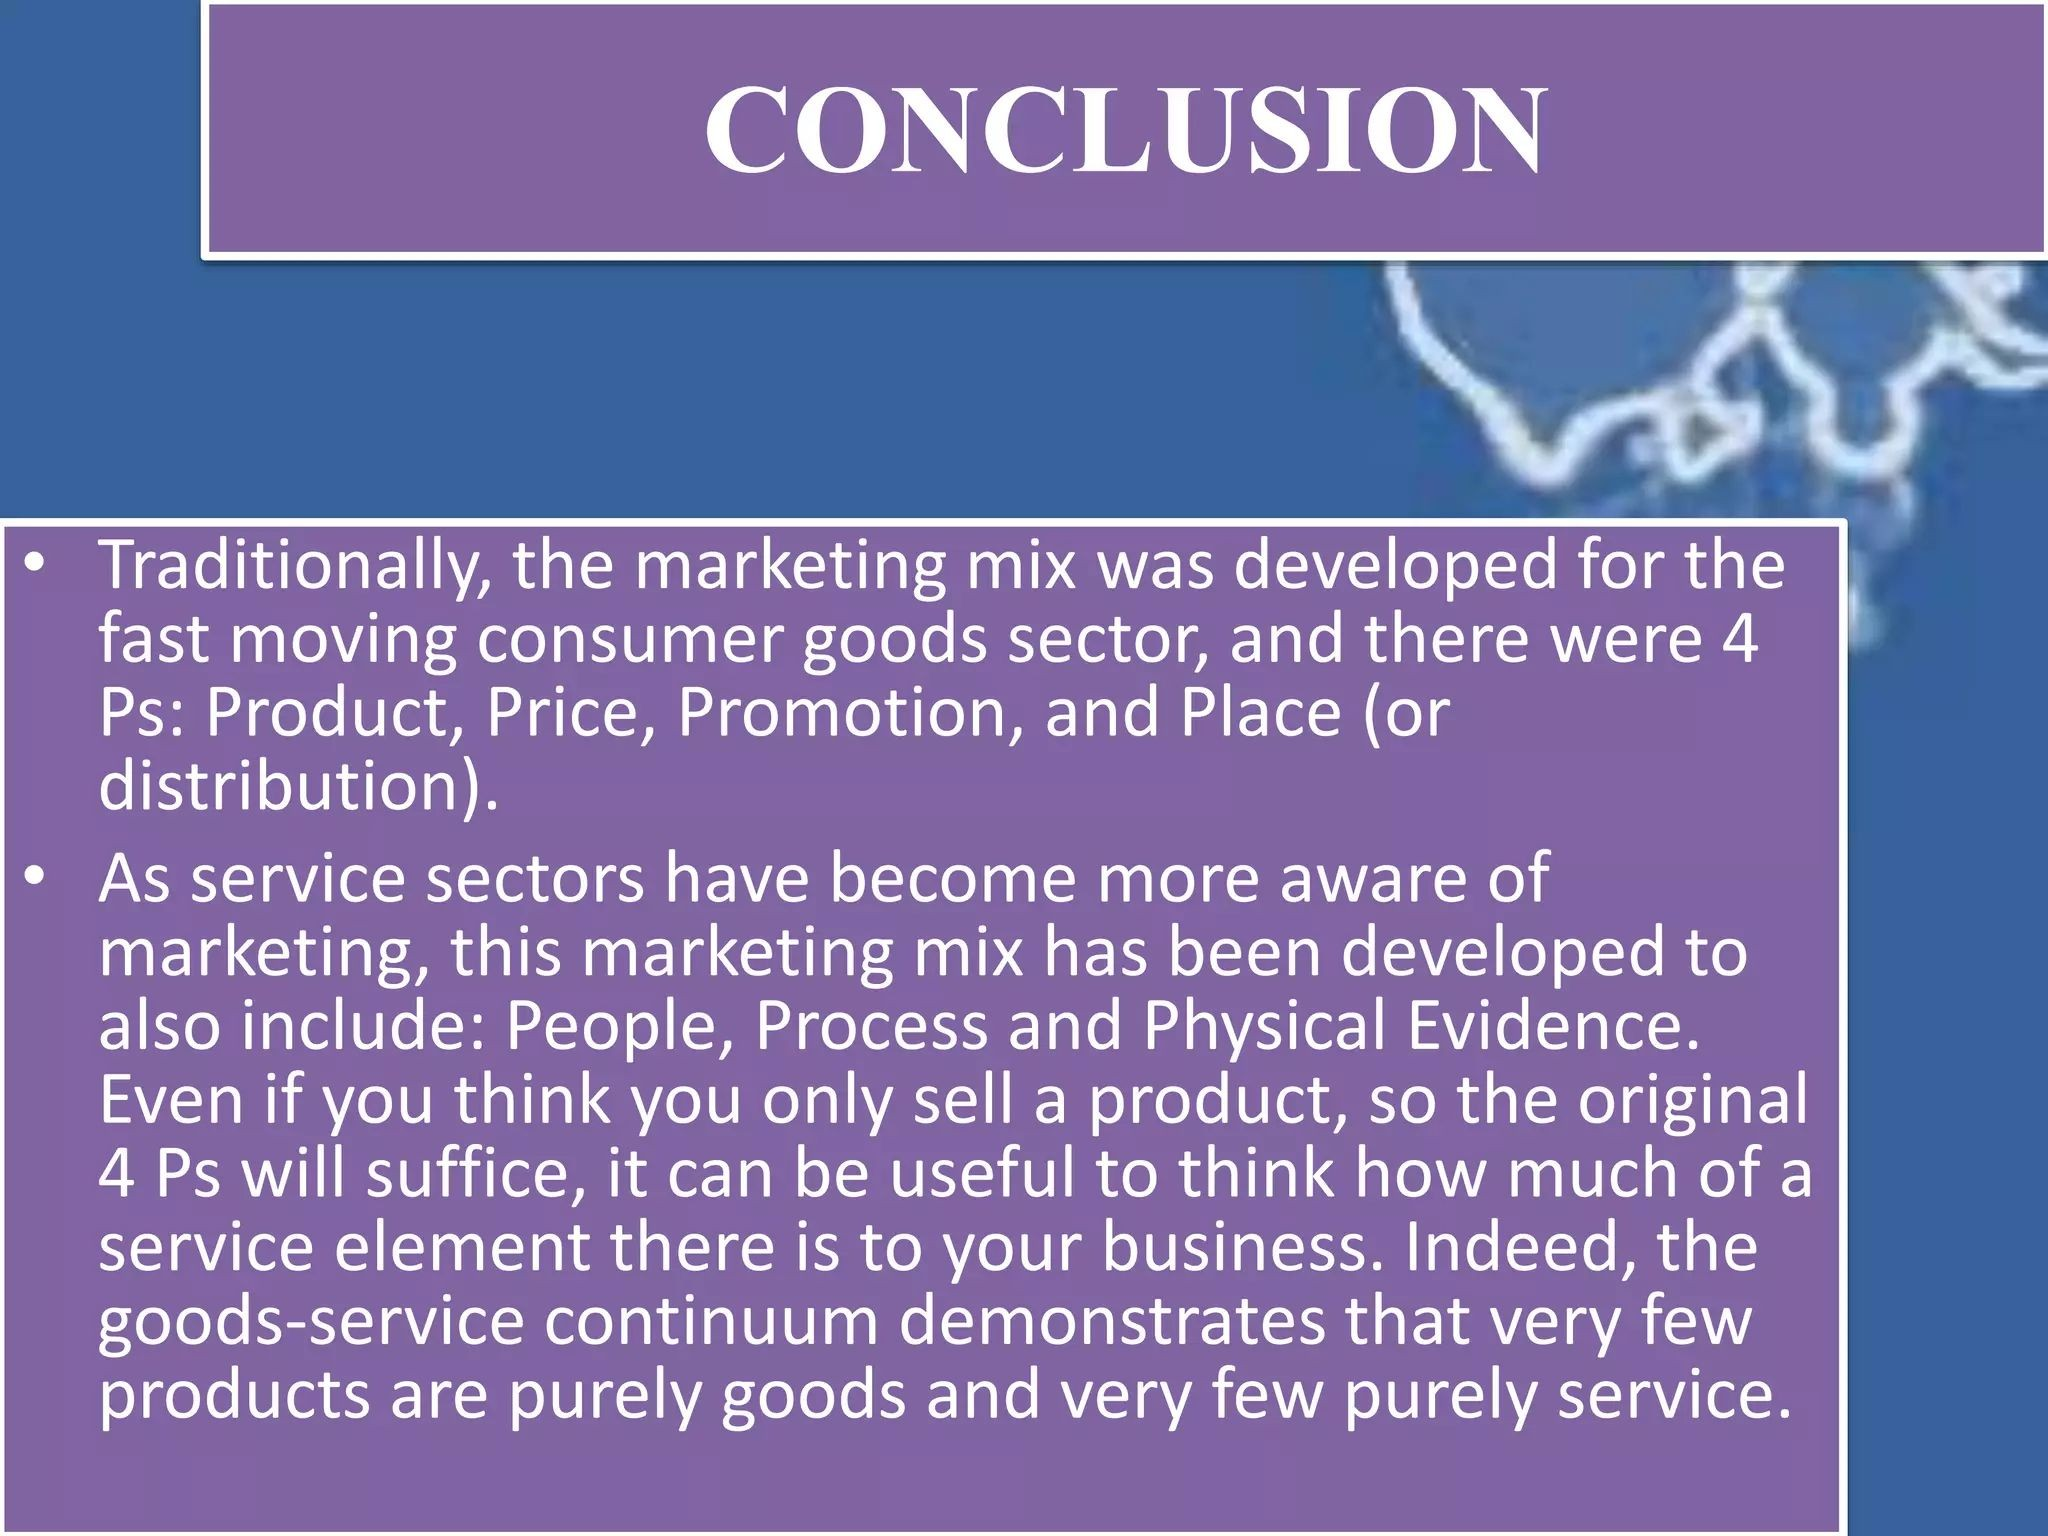 CONCLUSION
• Traditionally, the marketing mix was developed for the
fast moving consumer goods sector, and there were 4
Ps: Product, Price, Promotion, and Place (or
distribution).
• As service sectors have become more aware of
marketing, this marketing mix has been developed to
also include: People, Process and Physical Evidence.
Even if you think you only sell a product, so the original
4 Ps will suffice, it can be useful to think how much of a
service element there is to your business. Indeed, the
goods-service continuum demonstrates that very few
products are purely goods and very few purely service.